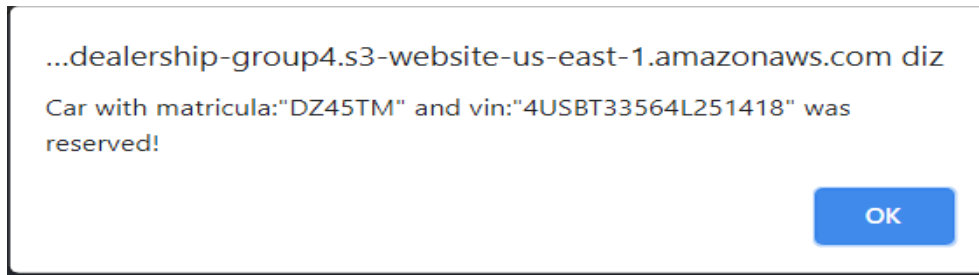 ...dealership-group4.s3-website-us-east-1.amazonaws.com diz
Car with matricula:"DZ45TM" and vin:"4USBT33564L251418" was
reserved!
OK